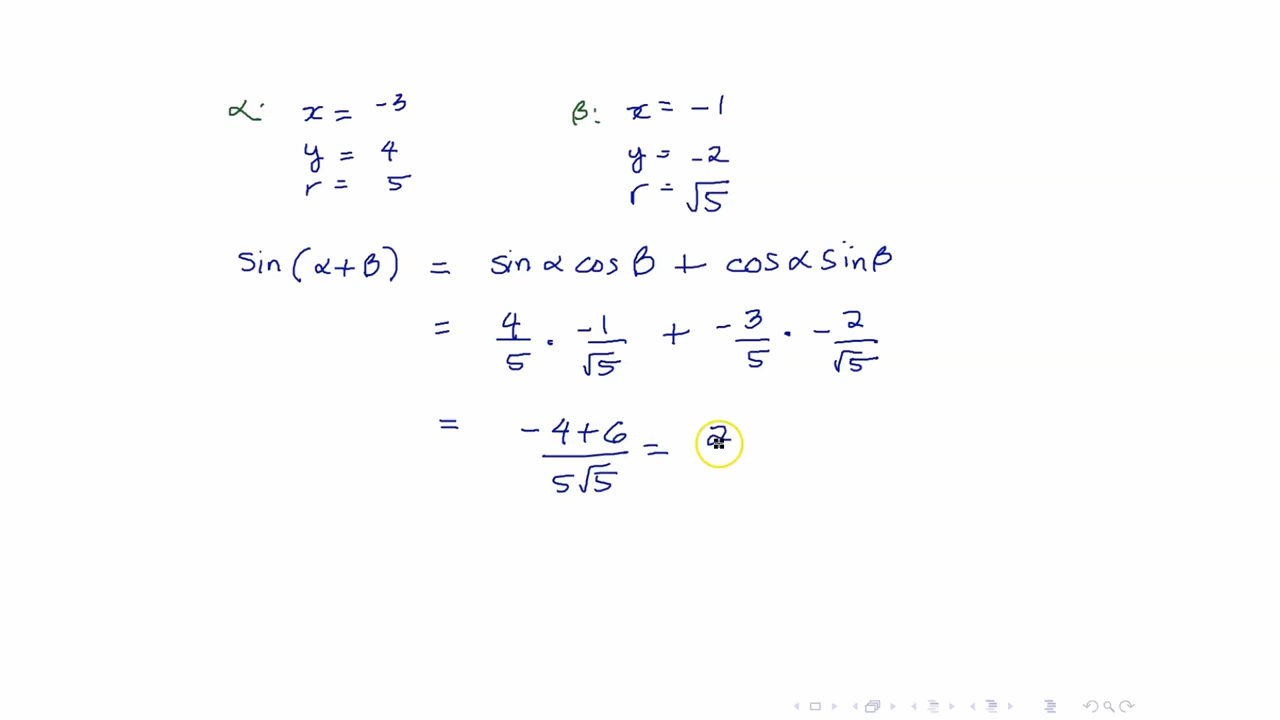 α: x = -3 β: x = -1
y = 4 y = -2
r = 5 r = √5
sin(α+β) = sin α cos β + cos α sin β
= 4/5 · -1/√5 + -3/5 · -2/√5
= -4+6/5√5 = 2